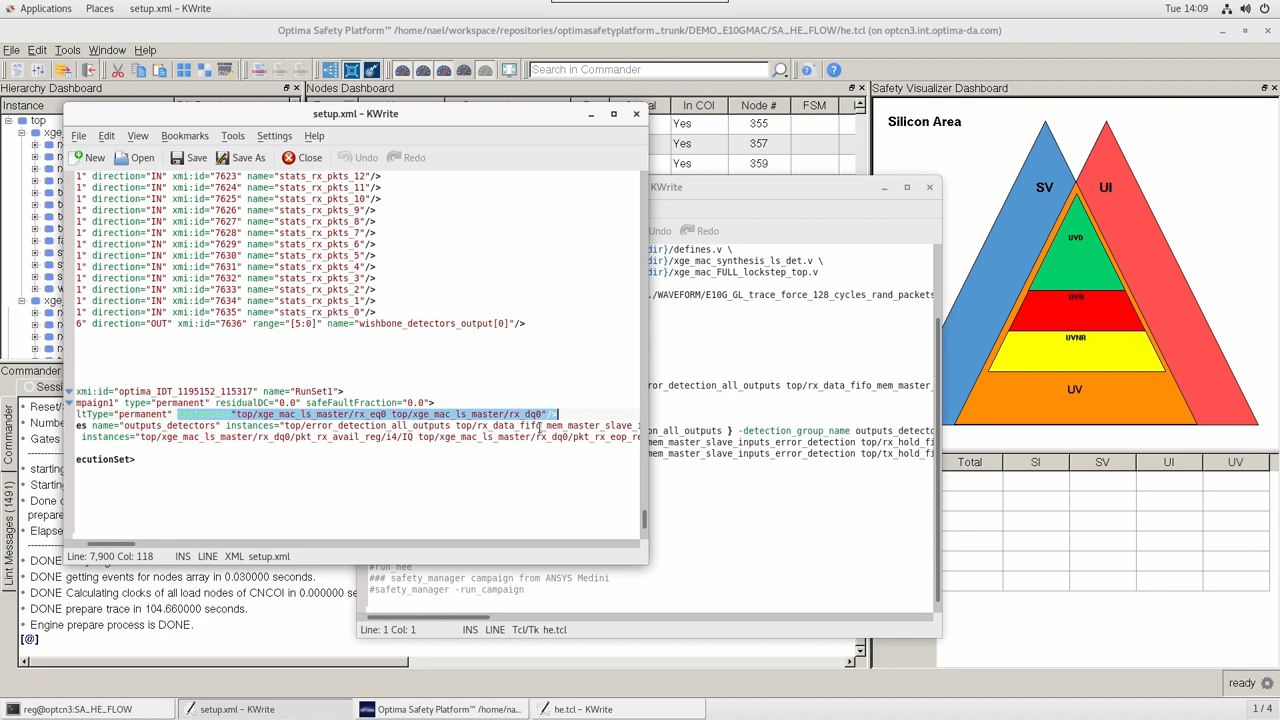 Applications Places setup.xml — KWrite Tue 14:09
Optima Safety Platform™ /home/nael/workspace/repositories/optimasafetyplatform_trunk/DEMO_E10GMAC/SA_HE_FLOW/he.tcl (on optcn3.int.optima-da.com)
File Edit Tools Window Help
Search in Commander
Hierarchy Dashboard
Nodes Dashboard
Safety Visualizer Dashboard
Instance
In COI Node # FSM
top
Yes 355
Yes 357
Yes 359
Silicon Area
SV
UI
UVD
UVR
UVNR
UV
Total SI SV UI UV
setup.xml – KWrite
File Edit View Bookmarks Tools Settings Help
New Open Save Save As Close Undo Redo
1" direction="IN" xmi:id="7623" name="stats_rx_pkts_12"/>
1" direction="IN" xmi:id="7624" name="stats_rx_pkts_11"/>
1" direction="IN" xmi:id="7625" name="stats_rx_pkts_10"/>
1" direction="IN" xmi:id="7626" name="stats_rx_pkts_9"/>
1" direction="IN" xmi:id="7627" name="stats_rx_pkts_8"/>
1" direction="IN" xmi:id="7628" name="stats_rx_pkts_7"/>
1" direction="IN" xmi:id="7629" name="stats_rx_pkts_6"/>
1" direction="IN" xmi:id="7630" name="stats_rx_pkts_5"/>
1" direction="IN" xmi:id="7631" name="stats_rx_pkts_4"/>
1" direction="IN" xmi:id="7632" name="stats_rx_pkts_3"/>
1" direction="IN" xmi:id="7633" name="stats_rx_pkts_2"/>
1" direction="IN" xmi:id="7634" name="stats_rx_pkts_1"/>
1" direction="IN" xmi:id="7635" name="stats_rx_pkts_0"/>
6" direction="OUT" xmi:id="7636" range="[5:0]" name="wishbone_detectors_output[0]"/>
xmi:id="optima_IDT_1195152_115317" name="RunSet1">
mpaign1" type="permanent" residualDC="0.0" safeFaultFraction="0.0">
ltType="permanent" instances="top/xge_mac_ls_master/rx_eq0 top/xge_mac_ls_master/rx_dq0"/>
es name="outputs_detectors" instances="top/error_detection_all_outputs top/rx_data_fifo_mem_master_slave_i
instances="top/xge_mac_ls_master/rx_dq0/pkt_rx_avail_reg/i4/IQ top/xge_mac_ls_master/rx_dq0/pkt_rx_eop_re
ecutionSet>
Line: 7,900 Col: 118 INS LINE XML setup.xml
KWrite
Undo Redo
dir}/defines.v \
dir}/xge_mac_synthesis_ls_det.v \
dir}/xge_mac_FULL_lockstep_top.v
./WAVEFORM/E10G_GL_trace_force_128_cycles_rand_packets
or_detection_all_outputs top/rx_data_fifo_mem_master_
on_all_outputs } -detection_group_name outputs_detect
mem_master_slave_inputs_error_detection top/rx_hold_fi
mem_master_slave_inputs_error_detection top/tx_hold_fi
### safety_manager campaign from ANSYS Medini
#safety_manager -run_campaign
Line: 1 Col: 1 INS LINE Tcl/Tk he.tcl
Commander
Commander
Lint Messages (1491)
Sessi
Reset/
Numbe
Gates
starting
Startin
Done c
prepare
Elapse
DONE
DONE getting events for nodes array in 0.030000 seconds.
DONE Calculating clocks of all load nodes of CNCOI in 0.000000 se
DONE prepare trace in 104.660000 seconds.
Engine prepare process is DONE.
[@]
ready
reg@optcn3:SA_HE_FLOW setup.xml — KWrite Optima Safety Platform™ /home/na... he.tcl — KWrite 1 / 4